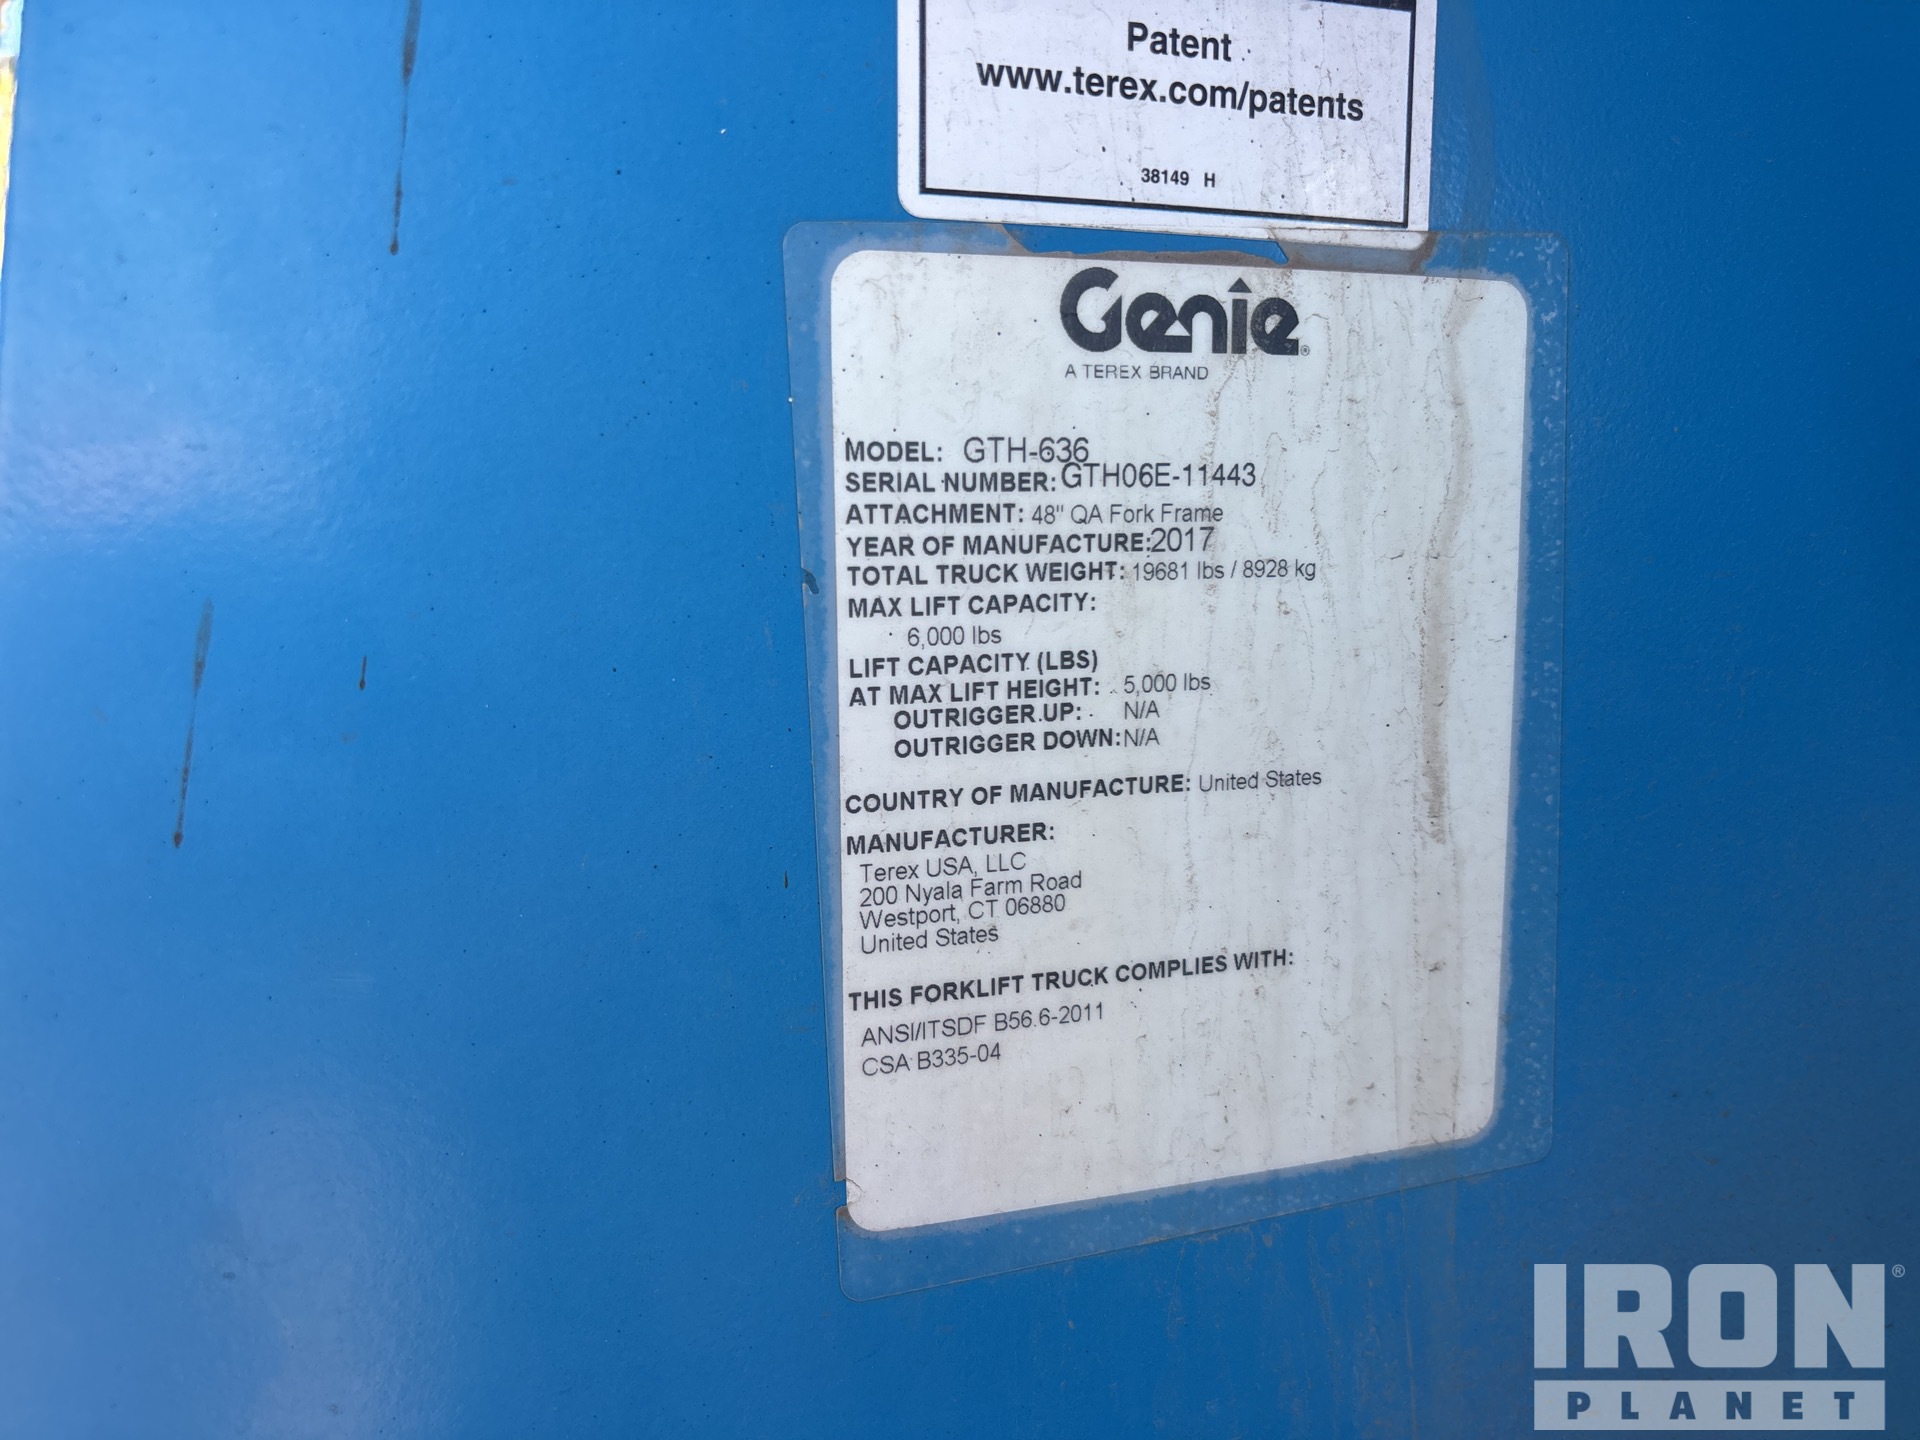 Patent
www.terex.com/patents
38149 H
Genie®
A TEREX BRAND
MODEL: GTH-636
SERIAL NUMBER: GTH06E-11443
ATTACHMENT: 48" QA Fork Frame
YEAR OF MANUFACTURE: 2017
TOTAL TRUCK WEIGHT: 19681 lbs / 8928 kg
MAX LIFT CAPACITY:
6,000 lbs
LIFT CAPACITY (LBS)
AT MAX LIFT HEIGHT: 5,000 lbs
OUTRIGGER UP: N/A
OUTRIGGER DOWN: N/A
COUNTRY OF MANUFACTURE: United States
MANUFACTURER:
Terex USA, LLC
200 Nyala Farm Road
Westport, CT 06880
United States
THIS FORKLIFT TRUCK COMPLIES WITH:
ANSI/ITSDF B56.6-2011
CSA B335-04
IRON®
PLANET